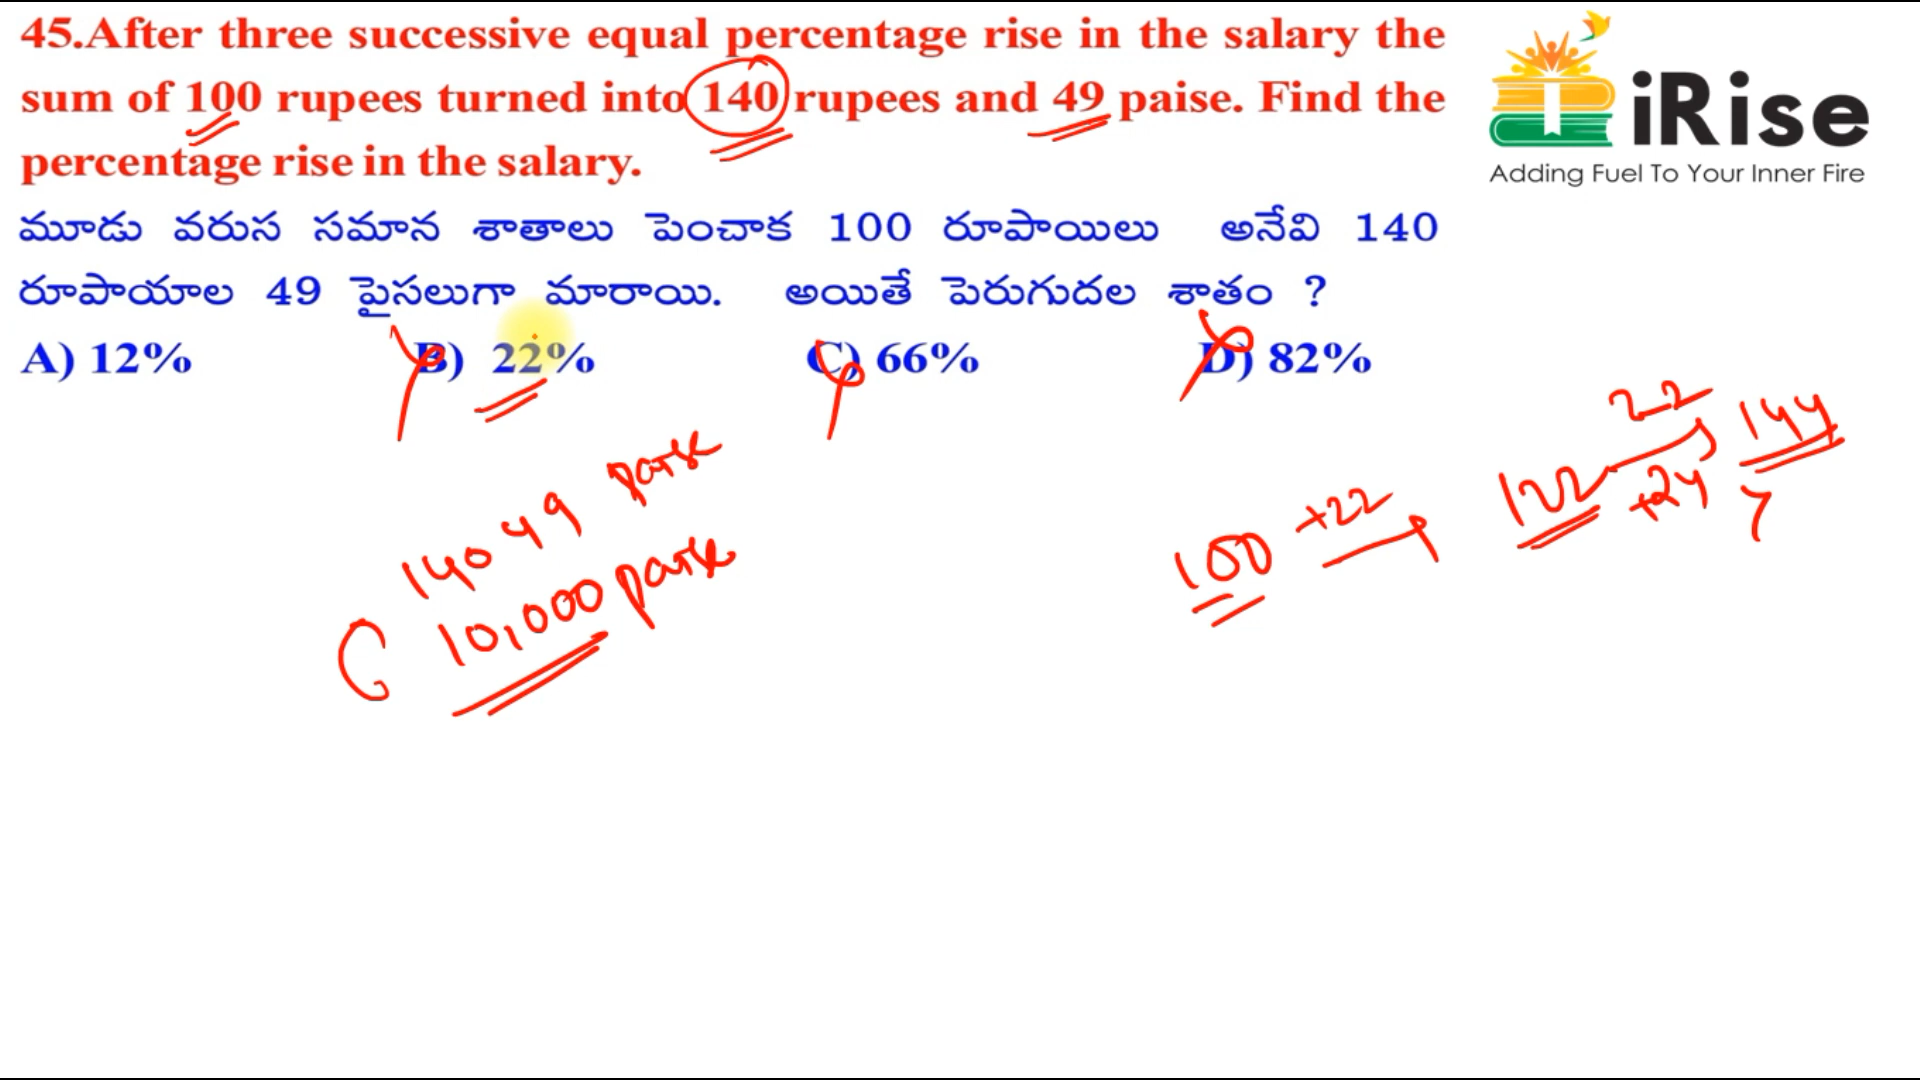 45.After three successive equal percentage rise in the salary the
sum of 100 rupees turned into 140 rupees and 49 paise. Find the
percentage rise in the salary.
మూడు వరుస సమాన శాతాలు పెంచాక 100 రూపాయిలు అనేవి 140
రూపాయాల 49 పైసలుగా మారాయి. అయితే పెరుగుదల శాతం ?
A) 12% B) 22% C) 66% D) 82%
iRise
Adding Fuel To Your Inner Fire
14049 paise
10,000 paise
100 +22 122 22 +24 144